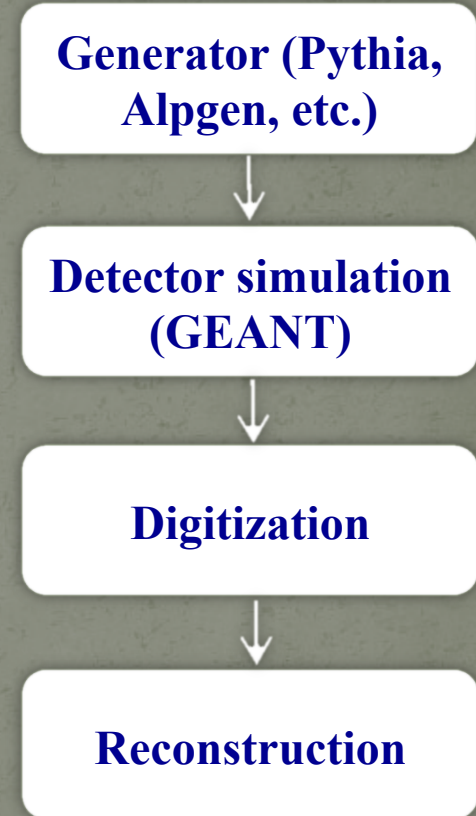 Generator (Pythia,
Alpgen, etc.)
Detector simulation
(GEANT)
Digitization
Reconstruction